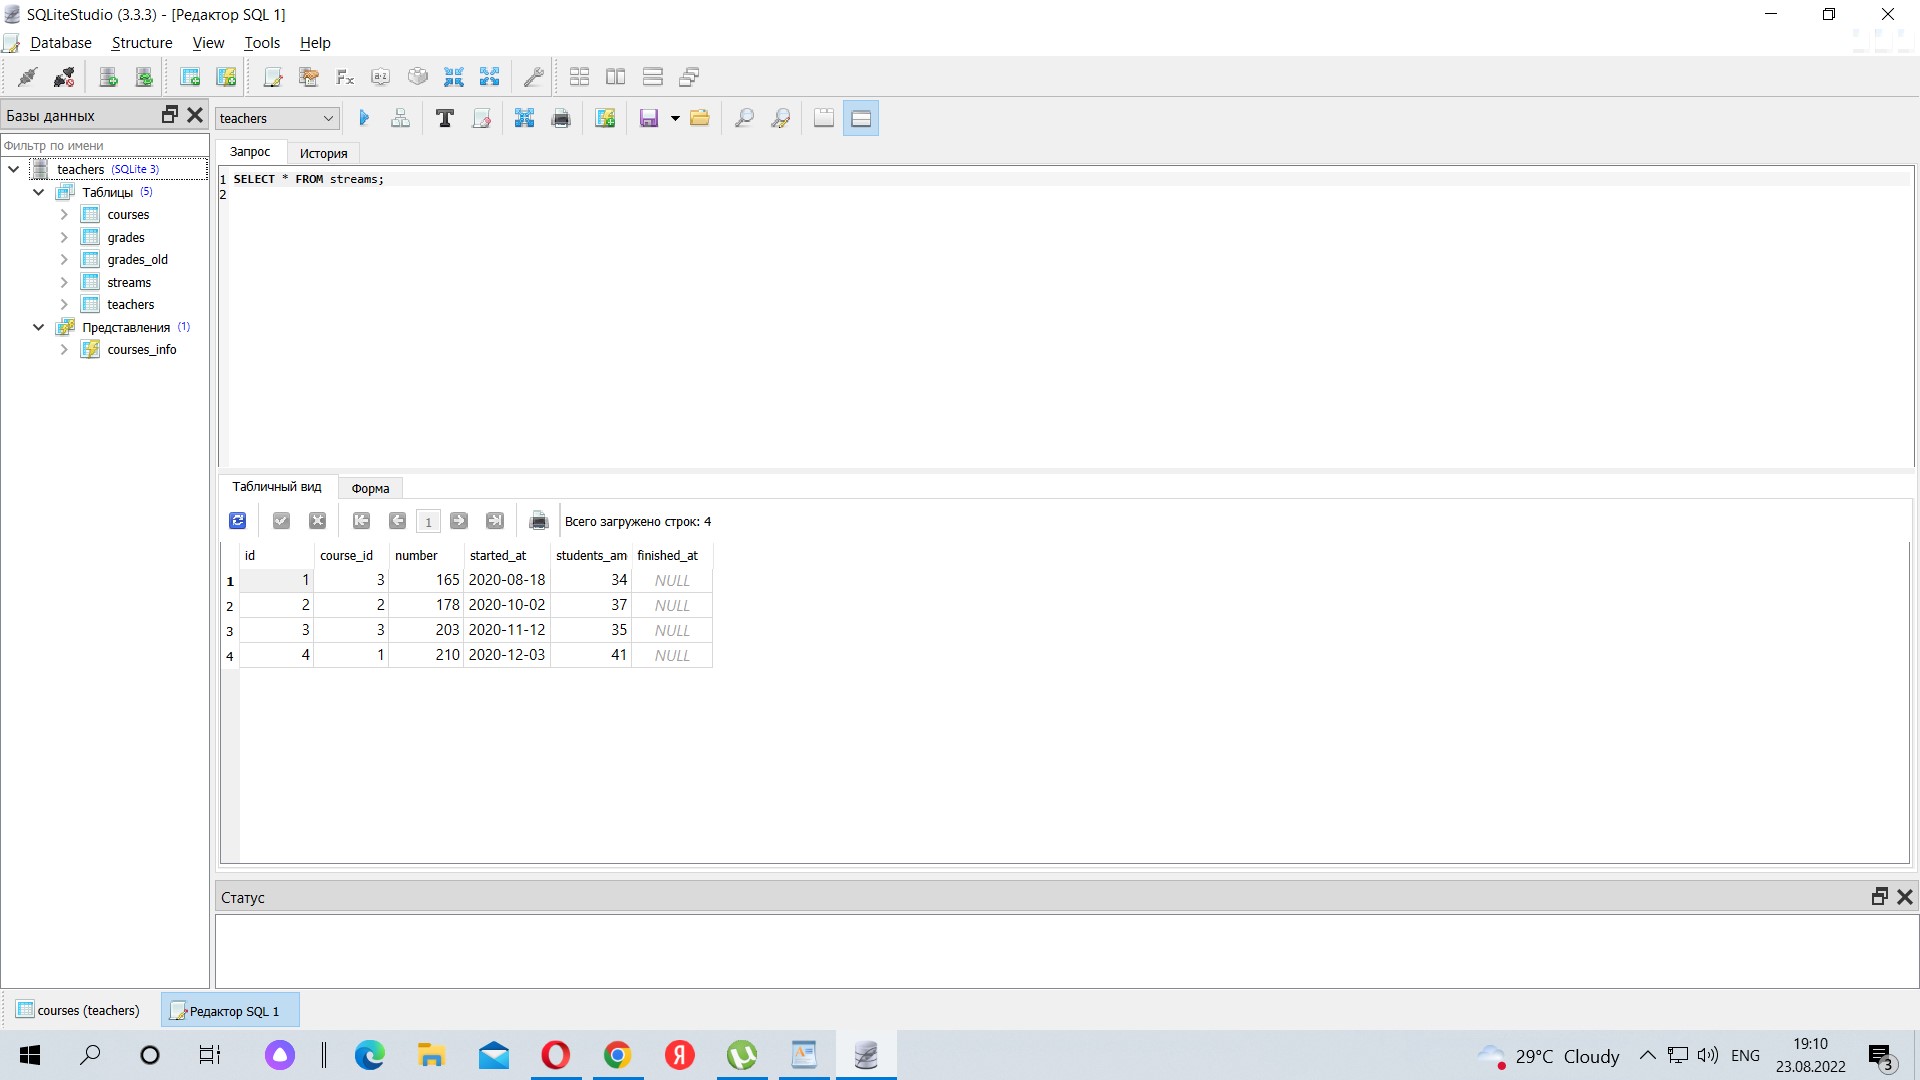 SQLiteStudio (3.3.3) - [Редактор SQL 1]
Database Structure View Tools Help
Базы данных
teachers
Фильтр по имени
Запрос История
teachers (SQLite 3)
Таблицы (5)
courses
grades
grades_old
streams
teachers
Представления (1)
courses_info
1 SELECT * FROM streams;
2
Табличный вид Форма
1 Всего загружено строк: 4
id course_id number started_at students_am finished_at
1 1 3 165 2020-08-18 34 NULL
2 2 2 178 2020-10-02 37 NULL
3 3 3 203 2020-11-12 35 NULL
4 4 1 210 2020-12-03 41 NULL
Статус
courses (teachers) Редактор SQL 1
29°C Cloudy ENG 19:10
23.08.2022 3